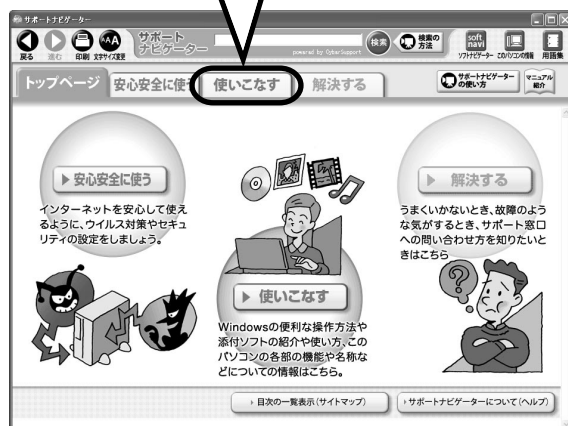 サポートナビゲーター
戻る 進む 印刷 文字サイズ変更
サポート
ナビゲーター
powered by CyberSupport
検索
検索の
方法
soft
navi
ソフトナビゲーター このパソコンの情報 用語集
トップページ 安心安全に使う 使いこなす 解決する
サポートナビゲーター
の使い方
マニュアル
紹介
安心安全に使う
インターネットを安心して使え
るように、ウイルス対策やセキュ
リティの設定をしましょう。
使いこなす
Windowsの便利な操作方法や
添付ソフトの紹介や使い方、この
パソコンの各部の機能や名称な
どについての情報はこちら。
解決する
うまくいかないとき、故障のよう
な気がするとき、サポート窓口
への問い合わせ方を知りたいと
きはこちら
目次の一覧表示(サイトマップ)
サポートナビゲーターについて(ヘルプ)